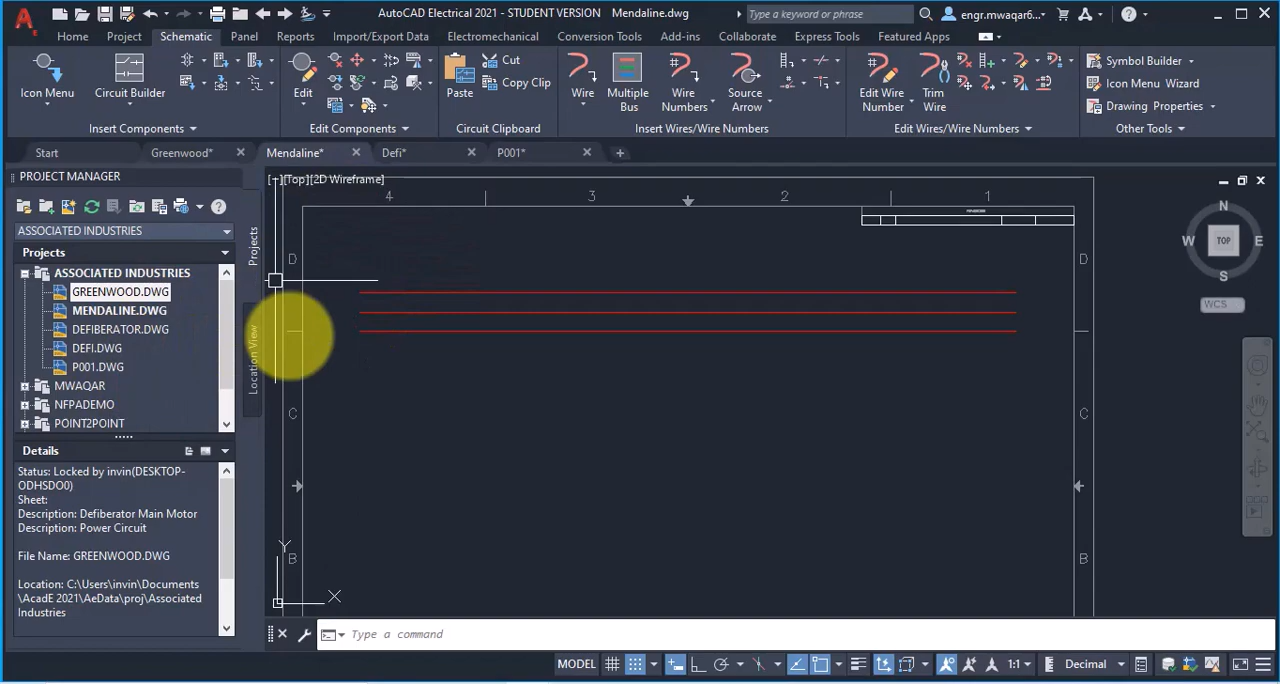 AutoCAD Electrical 2021 - STUDENT VERSION Mendaline.dwg
Type a keyword or phrase
engr.mwaqar6...
Home Project Schematic Panel Reports Import/Export Data Electromechanical Conversion Tools Add-ins Collaborate Express Tools Featured Apps
Icon Menu
Circuit Builder
Edit
Paste
Cut
Copy Clip
Wire
Multiple Bus
Wire Numbers
Source Arrow
Edit Wire Number
Trim Wire
Symbol Builder
Icon Menu Wizard
Drawing Properties
Insert Components Edit Components Circuit Clipboard Insert Wires/Wire Numbers Edit Wires/Wire Numbers Other Tools
Start Greenwood* Mendaline* Defi* P001*
PROJECT MANAGER
ASSOCIATED INDUSTRIES
Projects
ASSOCIATED INDUSTRIES
GREENWOOD.DWG
MENDALINE.DWG
DEFIBERATOR.DWG
DEFI.DWG
P001.DWG
MWAQAR
NFPADEMO
POINT2POINT
Details
Status: Locked by invin(DESKTOP-
ODHSDO0)
Sheet:
Description: Defiberator Main Motor
Description: Power Circuit
File Name: GREENWOOD.DWG
Location: C:\Users\invin\Documents
\AcadE 2021\AeData\proj\Associated
Industries
Projects
Location View
[−][Top][2D Wireframe]
4 3 2 1
D D
C C
B B
Y
X
N
W TOP E
S
WCS
Type a command
MODEL 1:1 Decimal